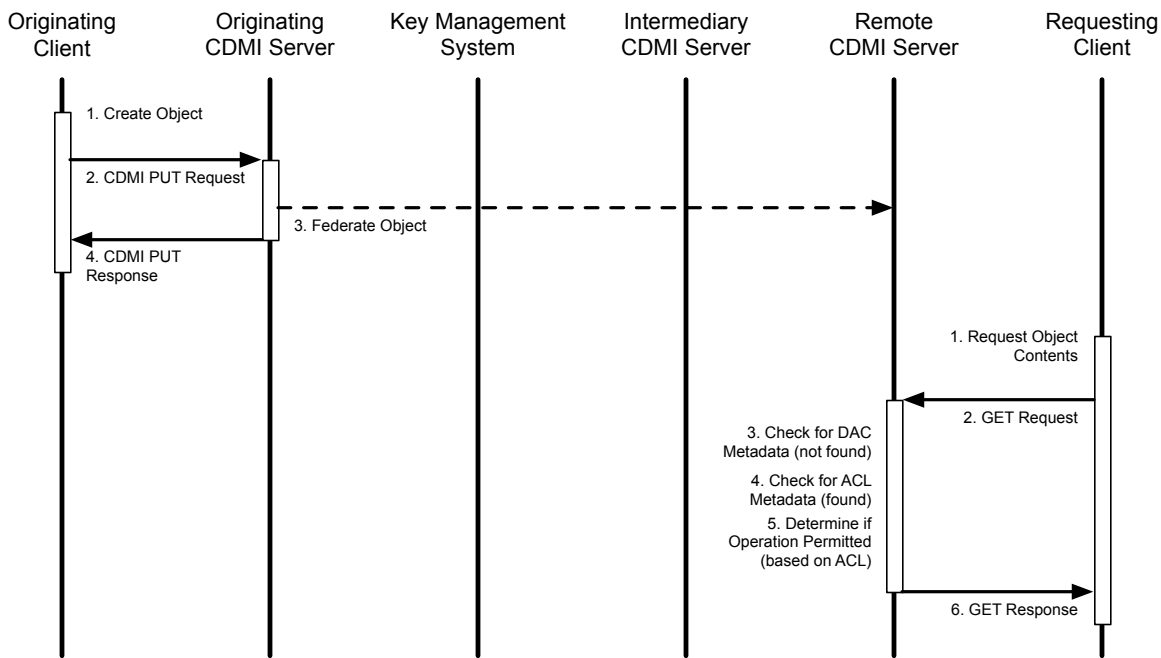 Originating
Client
Originating
CDMI Server
Key Management
System
Intermediary
CDMI Server
Remote
CDMI Server
Requesting
Client
1. Create Object
2. CDMI PUT Request
3. Federate Object
4. CDMI PUT
Response
1. Request Object
Contents
2. GET Request
3. Check for DAC
Metadata (not found)
4. Check for ACL
Metadata (found)
5. Determine if
Operation Permitted
(based on ACL)
6. GET Response